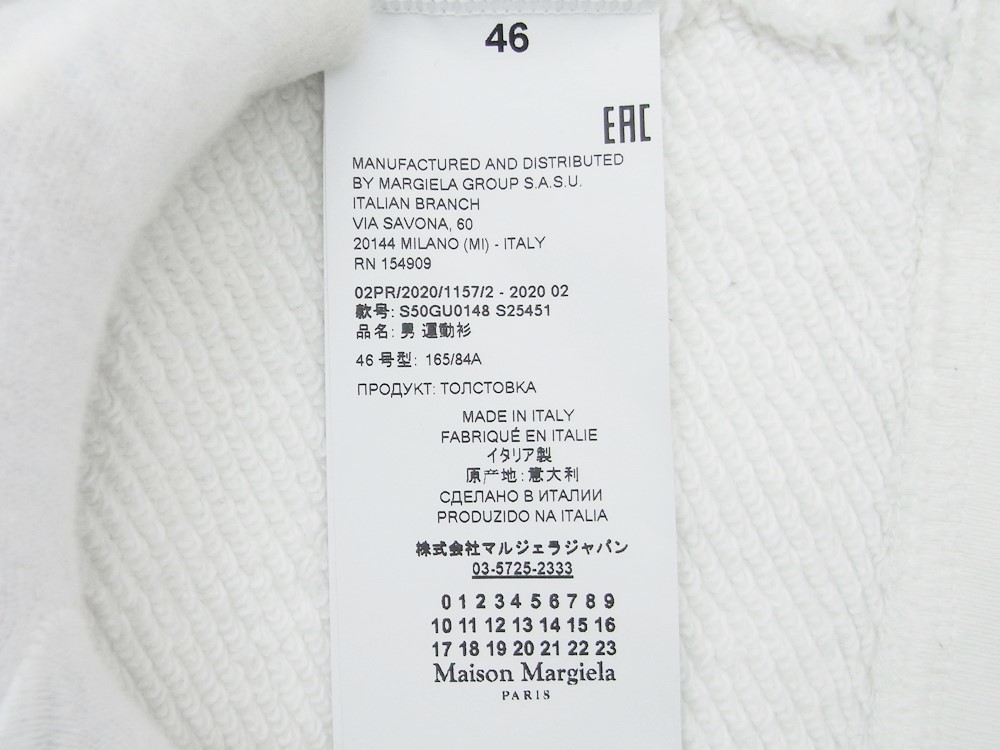 46
EAC
MANUFACTURED AND DISTRIBUTED
BY MARGIELA GROUP S.A.S.U.
ITALIAN BRANCH
VIA SAVONA, 60
20144 MILANO (MI) - ITALY
RN 154909
02PR/2020/1157/2 - 2020 02
款号: S50GU0148 S25451
品名: 男 運動衫
46 号型: 165/84A
ПРОДУКТ: ТОЛСТОВКА
MADE IN ITALY
FABRIQUÉ EN ITALIE
イタリア製
原产地: 意大利
СДЕЛАНО В ИТАЛИИ
PRODUZIDO NA ITALIA
株式会社マルジェラジャパン
03-5725-2333
0 1 2 3 4 5 6 7 8 9
10 11 12 13 14 15 16
17 18 19 20 21 22 23
Maison Margiela
PARIS